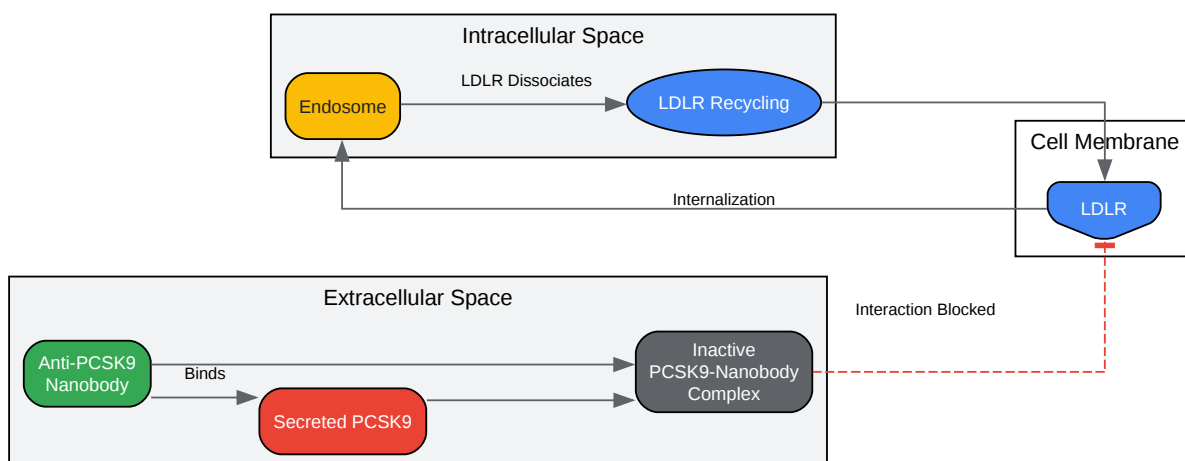 Intracellular Space
LDLR Dissociates
Endosome
LDLR Recycling
Cell Membrane
Internalization
LDLR
Extracellular Space
Interaction Blocked
Anti-PCSK9
Nanobody
Binds
Secreted PCSK9
Inactive
PCSK9-Nanobody
Complex